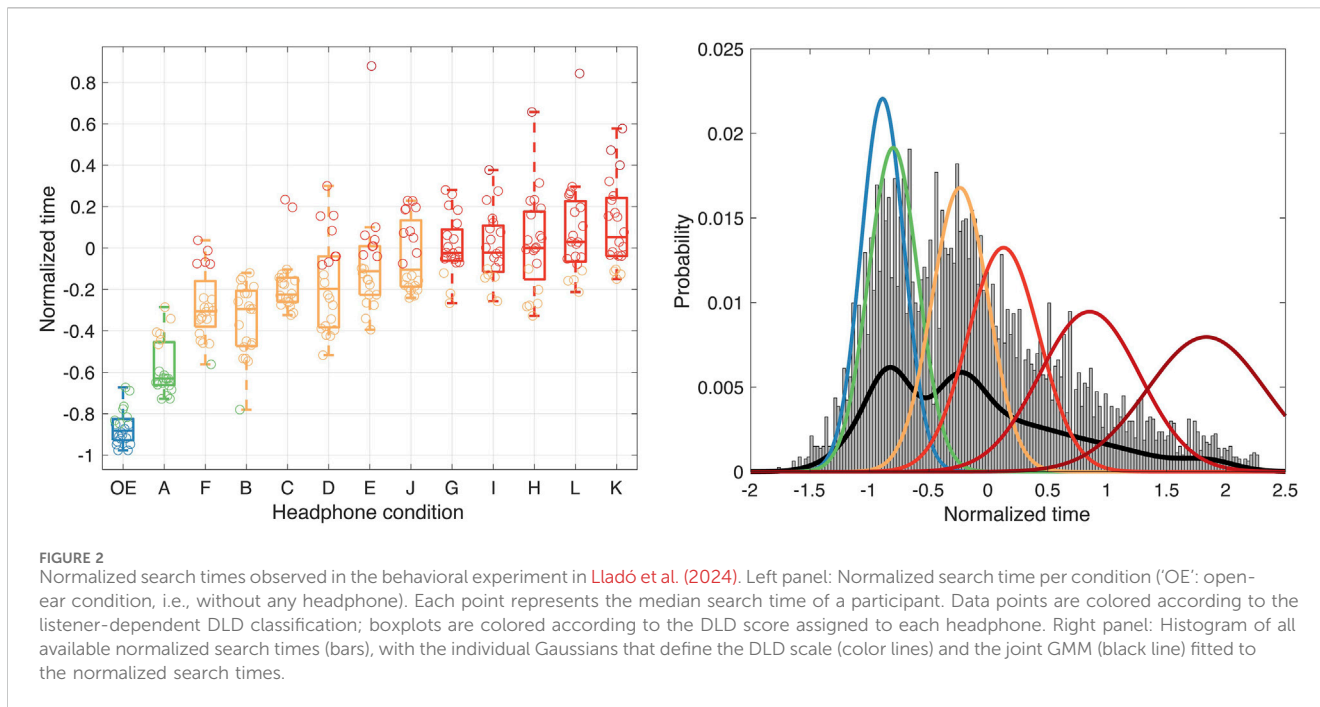 0.8
0.6
0.4
0.2
0
-0.2
-0.4
-0.6
-0.8
-1
Normalized time
OE A F B C D E J G I H L K
Headphone condition
0.025
0.02
0.015
0.01
0.005
0
Probability
-2 -1.5 -1 -0.5 0 0.5 1 1.5 2 2.5
Normalized time
FIGURE 2
Normalized search times observed in the behavioral experiment in Lladó et al. (2024). Left panel: Normalized search time per condition (‘OE’: open-
ear condition, i.e., without any headphone). Each point represents the median search time of a participant. Data points are colored according to the
listener-dependent DLD classification; boxplots are colored according to the DLD score assigned to each headphone. Right panel: Histogram of all
available normalized search times (bars), with the individual Gaussians that define the DLD scale (color lines) and the joint GMM (black line) fitted to
the normalized search times.